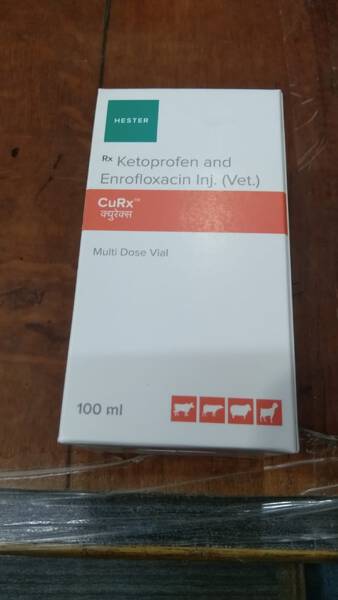 HESTER
Rx Ketoprofen and
Enrofloxacin Inj. (Vet.)
CuRx™
क्युरेक्स
Multi Dose Vial
100 ml